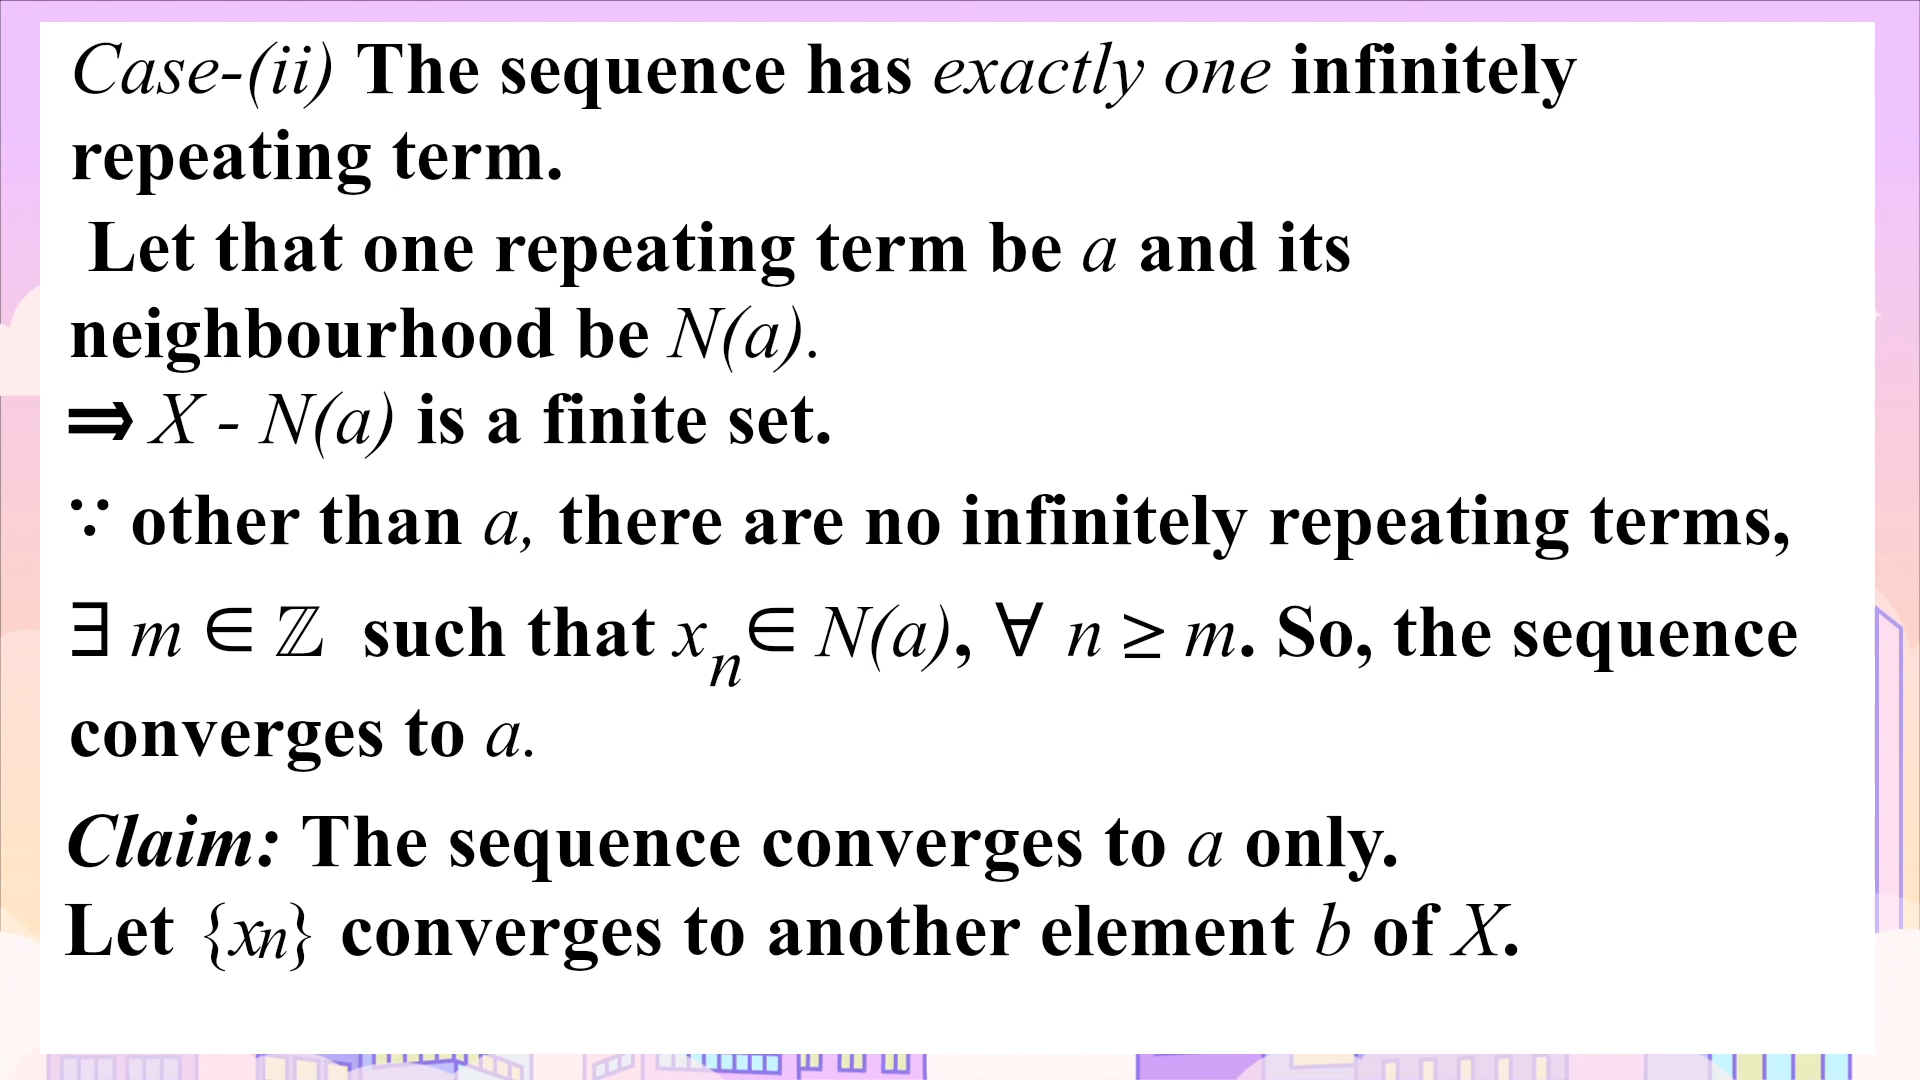 Case-(ii) The sequence has exactly one infinitely
repeating term.
Let that one repeating term be a and its
neighbourhood be N(a).
⇒ X - N(a) is a finite set.
∵ other than a, there are no infinitely repeating terms,
∃ m ∈ ℤ such that xₙ ∈ N(a), ∀ n ≥ m. So, the sequence
converges to a.
Claim: The sequence converges to a only.
Let {xn} converges to another element b of X.